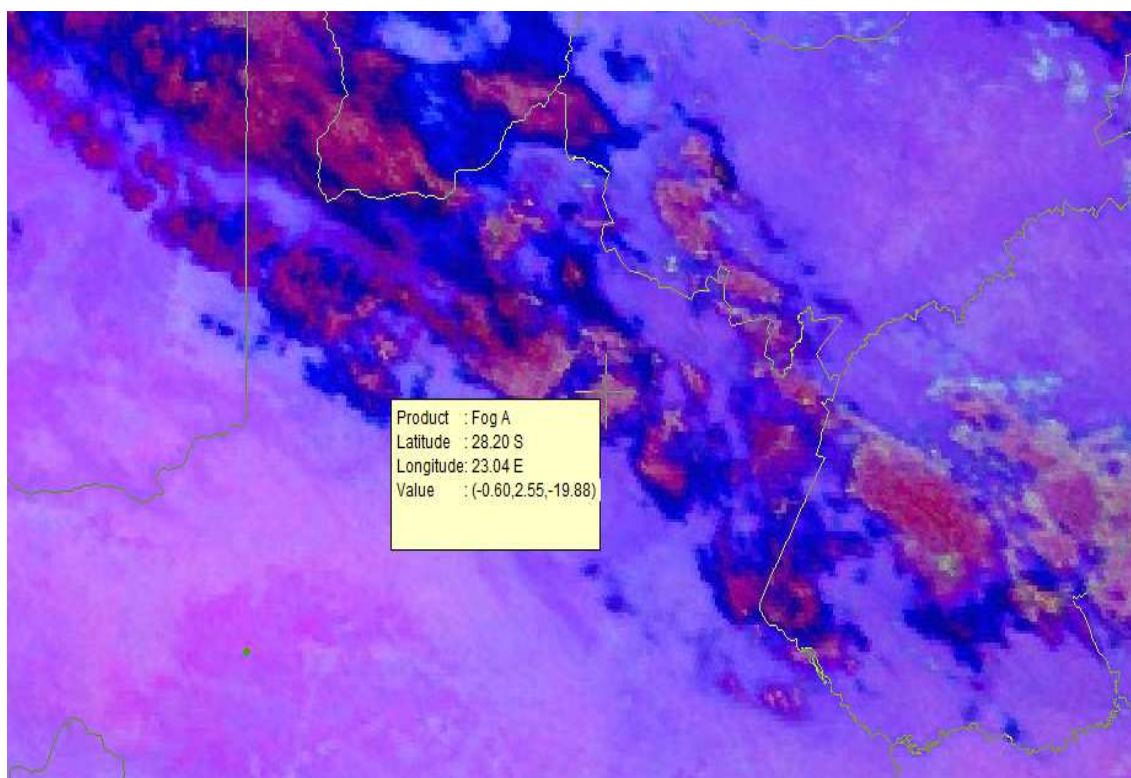 Product : Fog A
Latitude : 28.20 S
Longitude: 23.04 E
Value : (-0.60,2.55,-19.88)